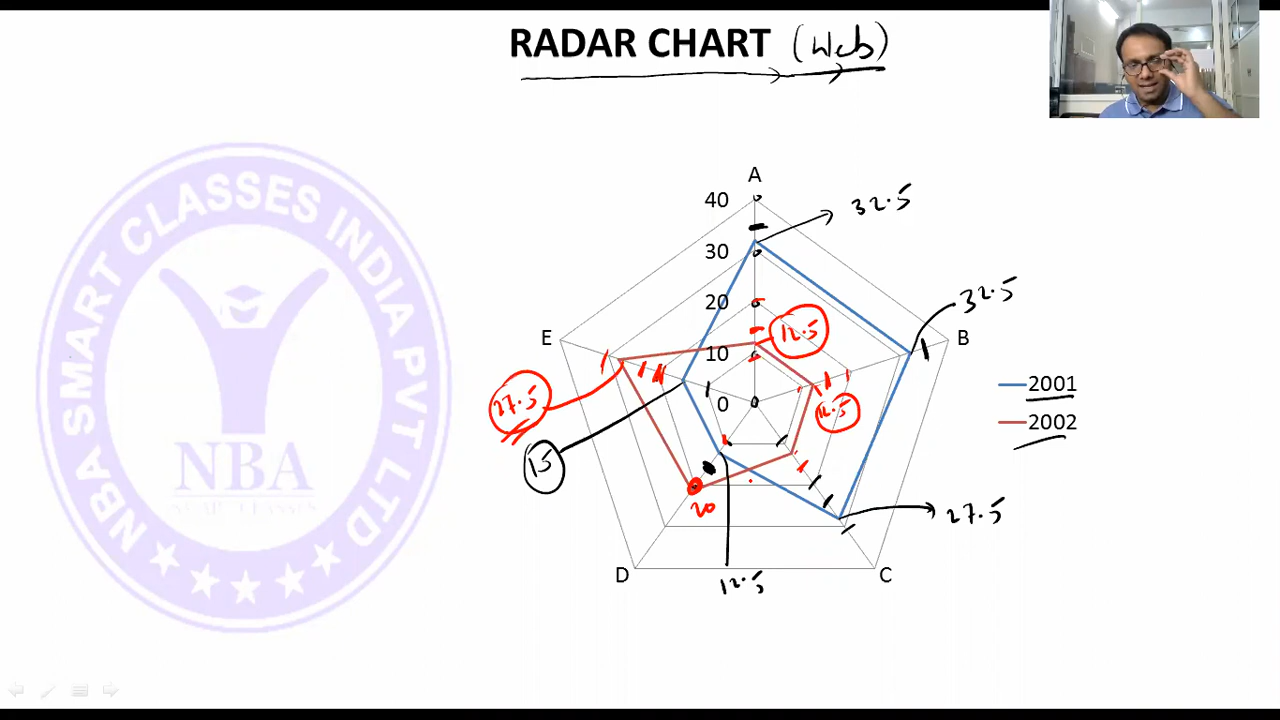 RADAR CHART (Web)
A
40
32.5
30
32.5
20
12.5
E
B
10
2001
27.5
0
12.5
2002
15
20
27.5
D
12.5
C
NBA SMART CLASSES INDIA PVT LTD
NBA